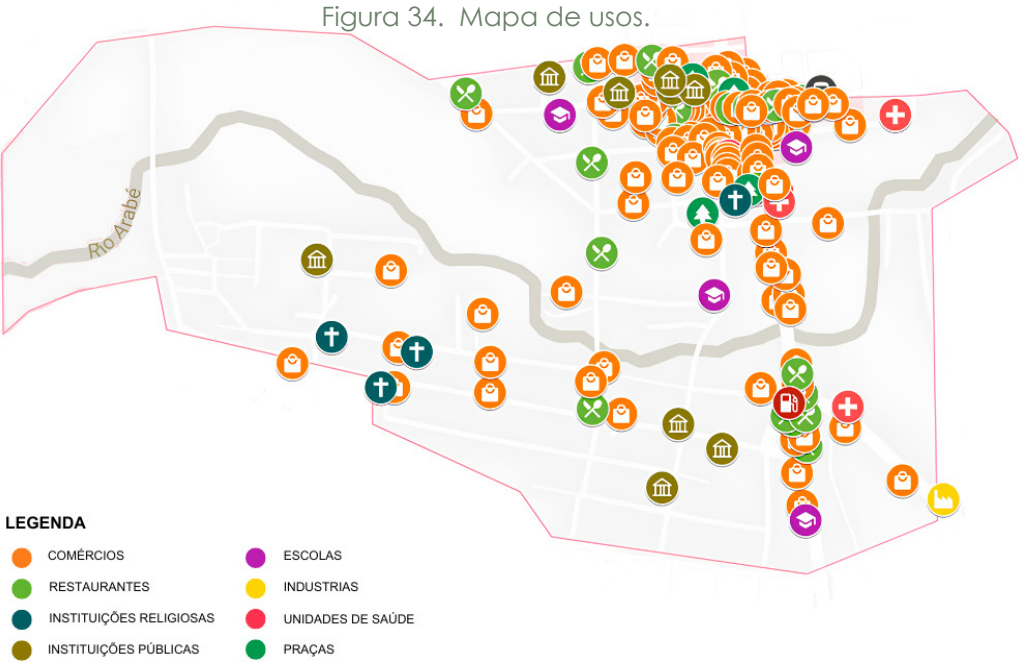 Figura 34. Mapa de usos.
Rio Arabé
LEGENDA
COMÉRCIOS
RESTAURANTES
INSTITUIÇÕES RELIGIOSAS
INSTITUIÇÕES PÚBLICAS
ESCOLAS
INDUSTRIAS
UNIDADES DE SAÚDE
PRAÇAS